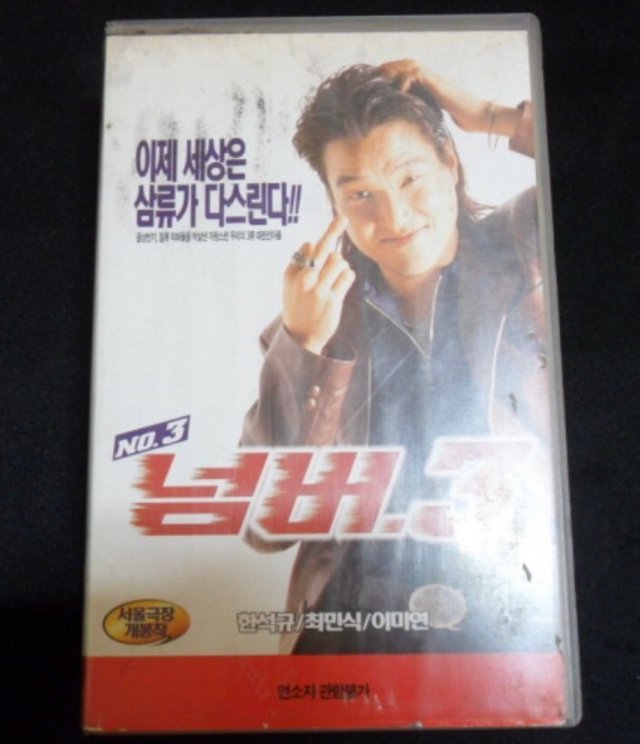 이제 세상은
삼류가 다스린다!!
NO.3
넘버.3
서울극장
개봉작
한석규/최민식/이미연
연소자 관람불가